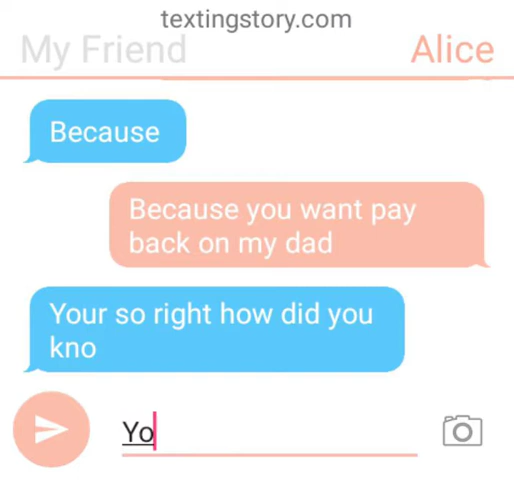 textingstory.com
My Friend
Alice
Because
Because you want pay
back on my dad
Your so right how did you
kno
Yo